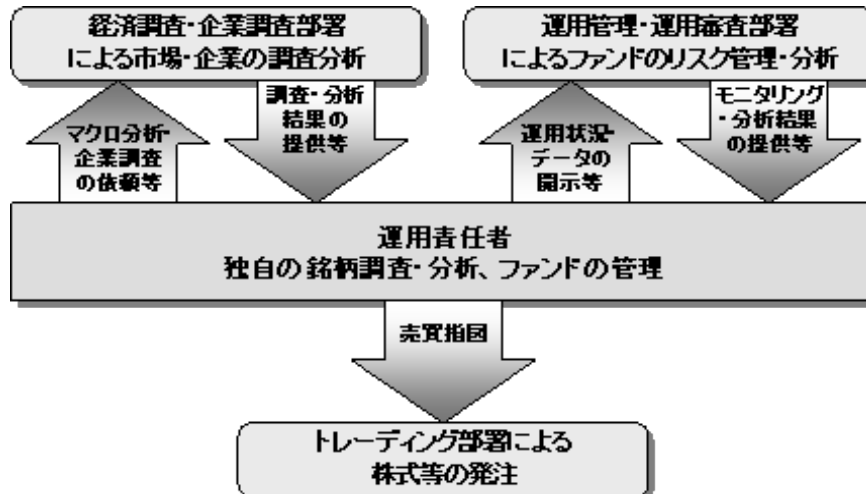 経済調査・企業調査部署
による市場・企業の調査分析
運用管理・運用審査部署
によるファンドのリスク管理・分析
マクロ分析・
企業調査
の依頼等
調査・分析
結果の
提供等
運用状況・
データの
開示等
モニタリング
・分析結果
の提供等
運用責任者
独自の銘柄調査・分析、ファンドの管理
売買指図
トレーディング部署による
株式等の発注